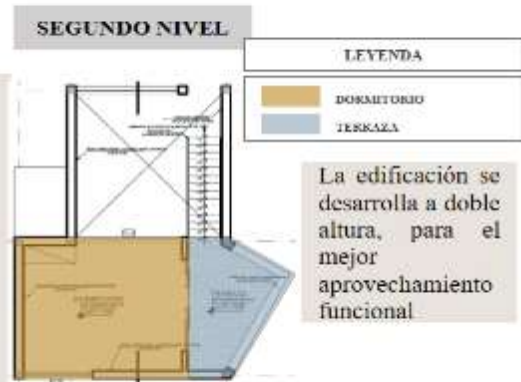 SEGUNDO NIVEL
LEYENDA
DORMITORIO
TERRAZA
La edificación se
desarrolla a doble
altura, para el
mejor
aprovechamiento
funcional